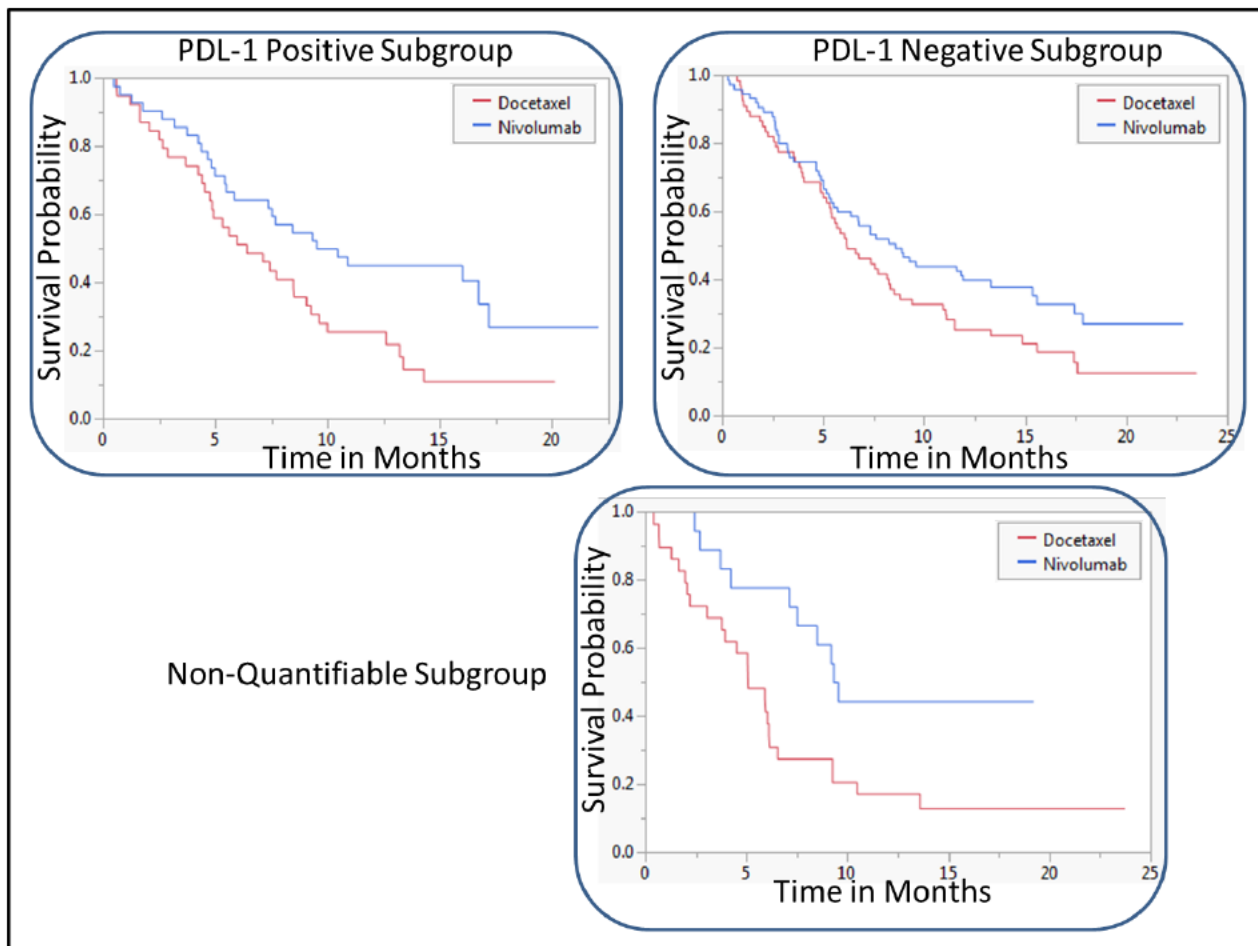 PDL-1 Positive Subgroup
Docetaxel
Nivolumab
Survival Probability
1.0
0.8
0.6
0.4
0.2
0.0
0 5 10 15 20
Time in Months
PDL-1 Negative Subgroup
Docetaxel
Nivolumab
Survival Probability
1.0
0.8
0.6
0.4
0.2
0.0
0 5 10 15 20 25
Time in Months
Non-Quantifiable Subgroup
Docetaxel
Nivolumab
Survival Probability
1.0
0.8
0.6
0.4
0.2
0.0
0 5 10 15 20 25
Time in Months